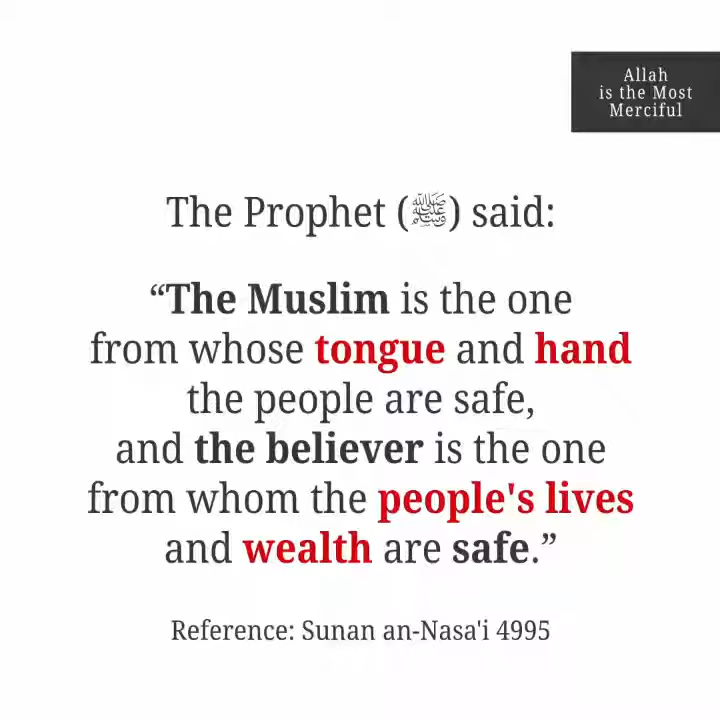 Allah
is the Most
Merciful
The Prophet (ﷺ) said:
“The Muslim is the one
from whose tongue and hand
the people are safe,
and the believer is the one
from whom the people's lives
and wealth are safe.”
Reference: Sunan an-Nasa'i 4995